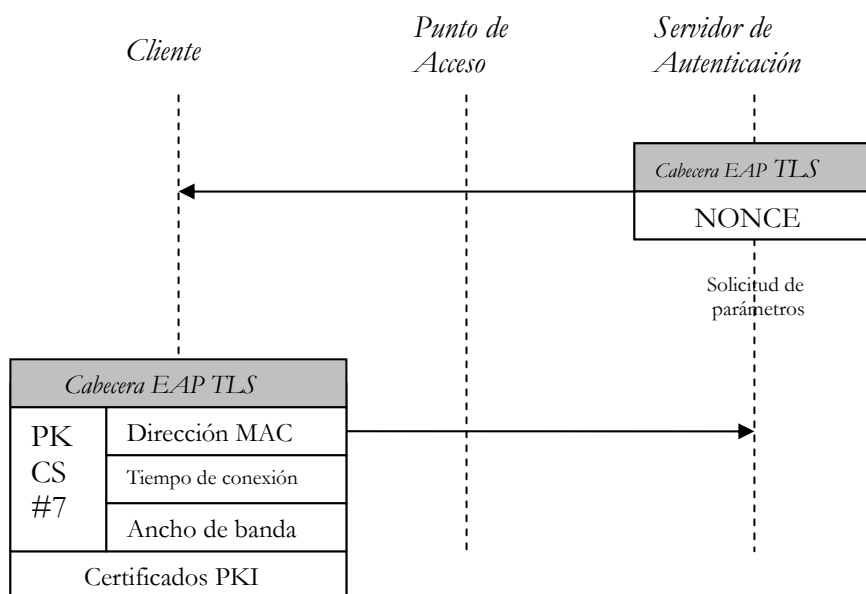 Cliente
Punto de
Acceso
Servidor de
Autenticación
Cabecera EAP TLS
NONCE
Solicitud de
parámetros
Cabecera EAP TLS
PK
CS
#7
Dirección MAC
Tiempo de conexión
Ancho de banda
Certificados PKI